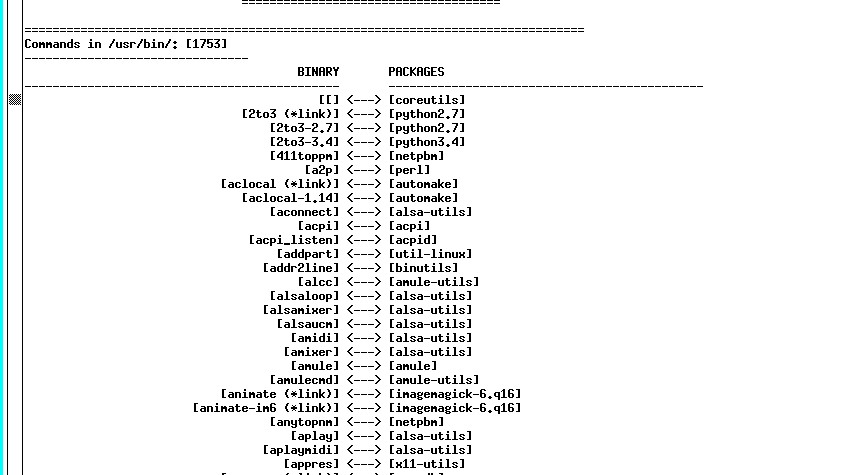 Commands in /usr/bin/: [1753]
BINARY PACKAGES
[[] <---> [coreutils]
[2to3 (*link)] <---> [python2.7]
[2to3-2.7] <---> [python2.7]
[2to3-3.4] <---> [python3.4]
[411toppm] <---> [netpbm]
[a2p] <---> [perl]
[aclocal (*link)] <---> [automake]
[aclocal-1.14] <---> [automake]
[aconnect] <---> [alsa-utils]
[acpi] <---> [acpi]
[acpi_listen] <---> [acpid]
[addpart] <---> [util-linux]
[addr2line] <---> [binutils]
[alcc] <---> [amule-utils]
[alsaloop] <---> [alsa-utils]
[alsamixer] <---> [alsa-utils]
[alsaucm] <---> [alsa-utils]
[amidi] <---> [alsa-utils]
[amixer] <---> [alsa-utils]
[amule] <---> [amule]
[amulecmd] <---> [amule-utils]
[animate (*link)] <---> [imagemagick-6.q16]
[animate-im6 (*link)] <---> [imagemagick-6.q16]
[anytopnm] <---> [netpbm]
[aplay] <---> [alsa-utils]
[aplaymidi] <---> [alsa-utils]
[appres] <---> [x11-utils]